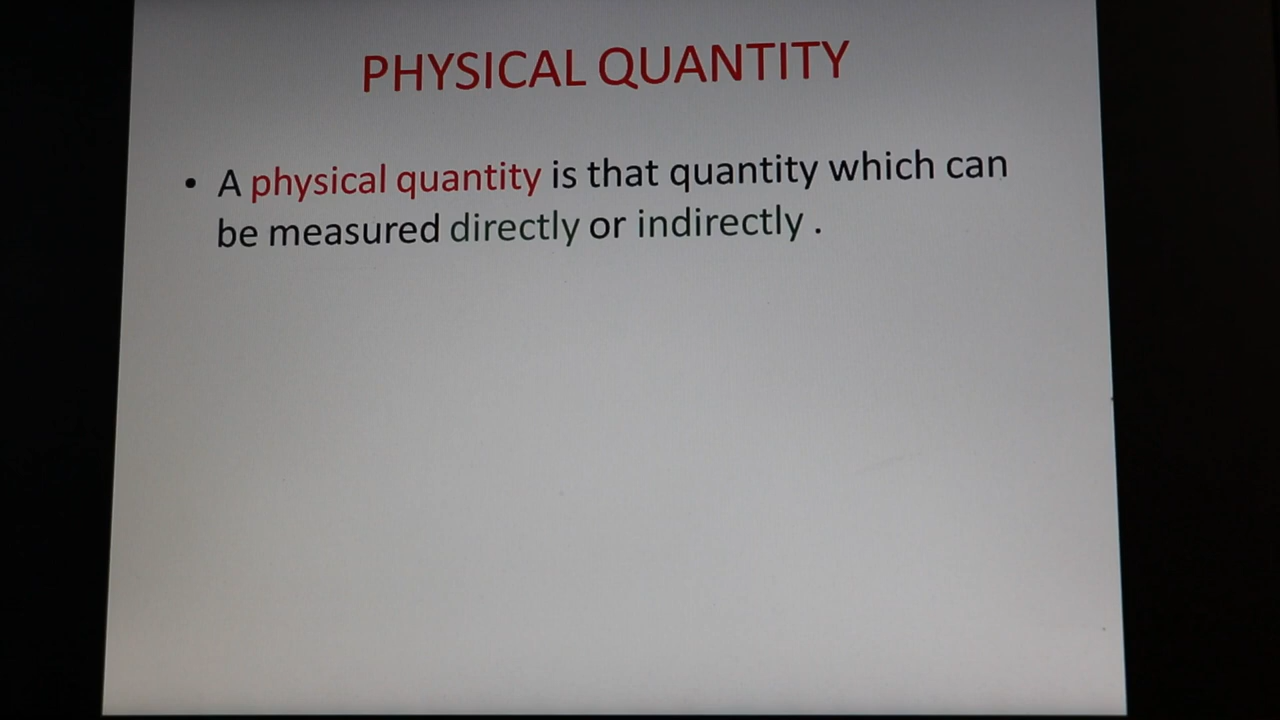 PHYSICAL QUANTITY
• A physical quantity is that quantity which can
be measured directly or indirectly .